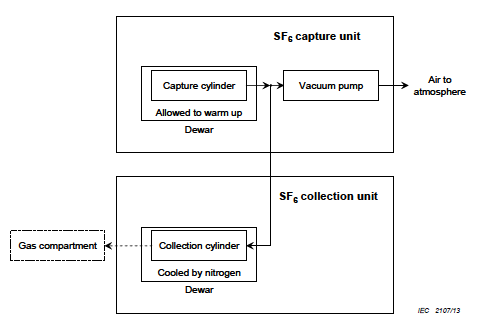 SF6 capture unit
Capture cylinder
Vacuum pump
Air to
atmosphere
Allowed to warm up
Dewar
SF6 collection unit
Gas compartment
Collection cylinder
Cooled by nitrogen
Dewar
IEC 2107/13